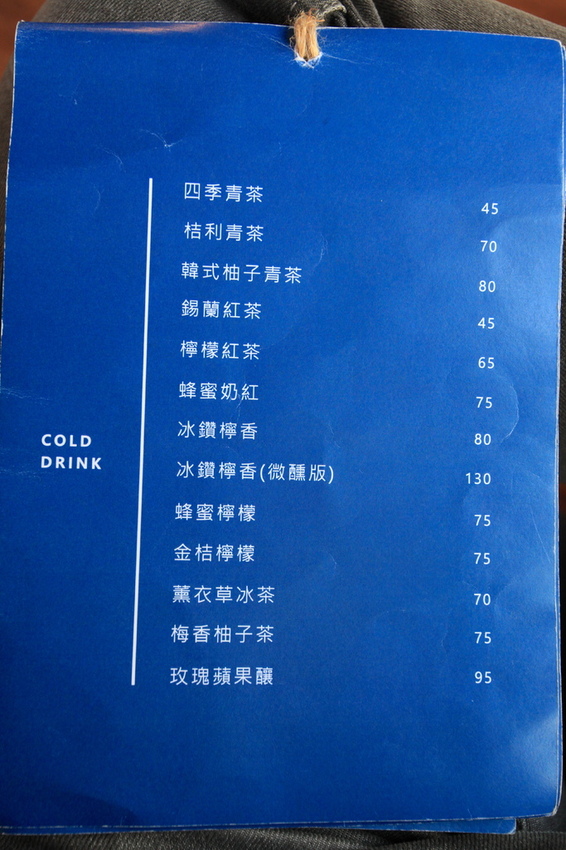 COLD
DRINK
四季青茶 45
桔利青茶 70
韓式柚子青茶 80
錫蘭紅茶 45
檸檬紅茶 65
蜂蜜奶紅 75
冰鑽檸香 80
冰鑽檸香(微醺版) 130
蜂蜜檸檬 75
金桔檸檬 75
薰衣草冰茶 70
梅香柚子茶 75
玫瑰蘋果釀 95